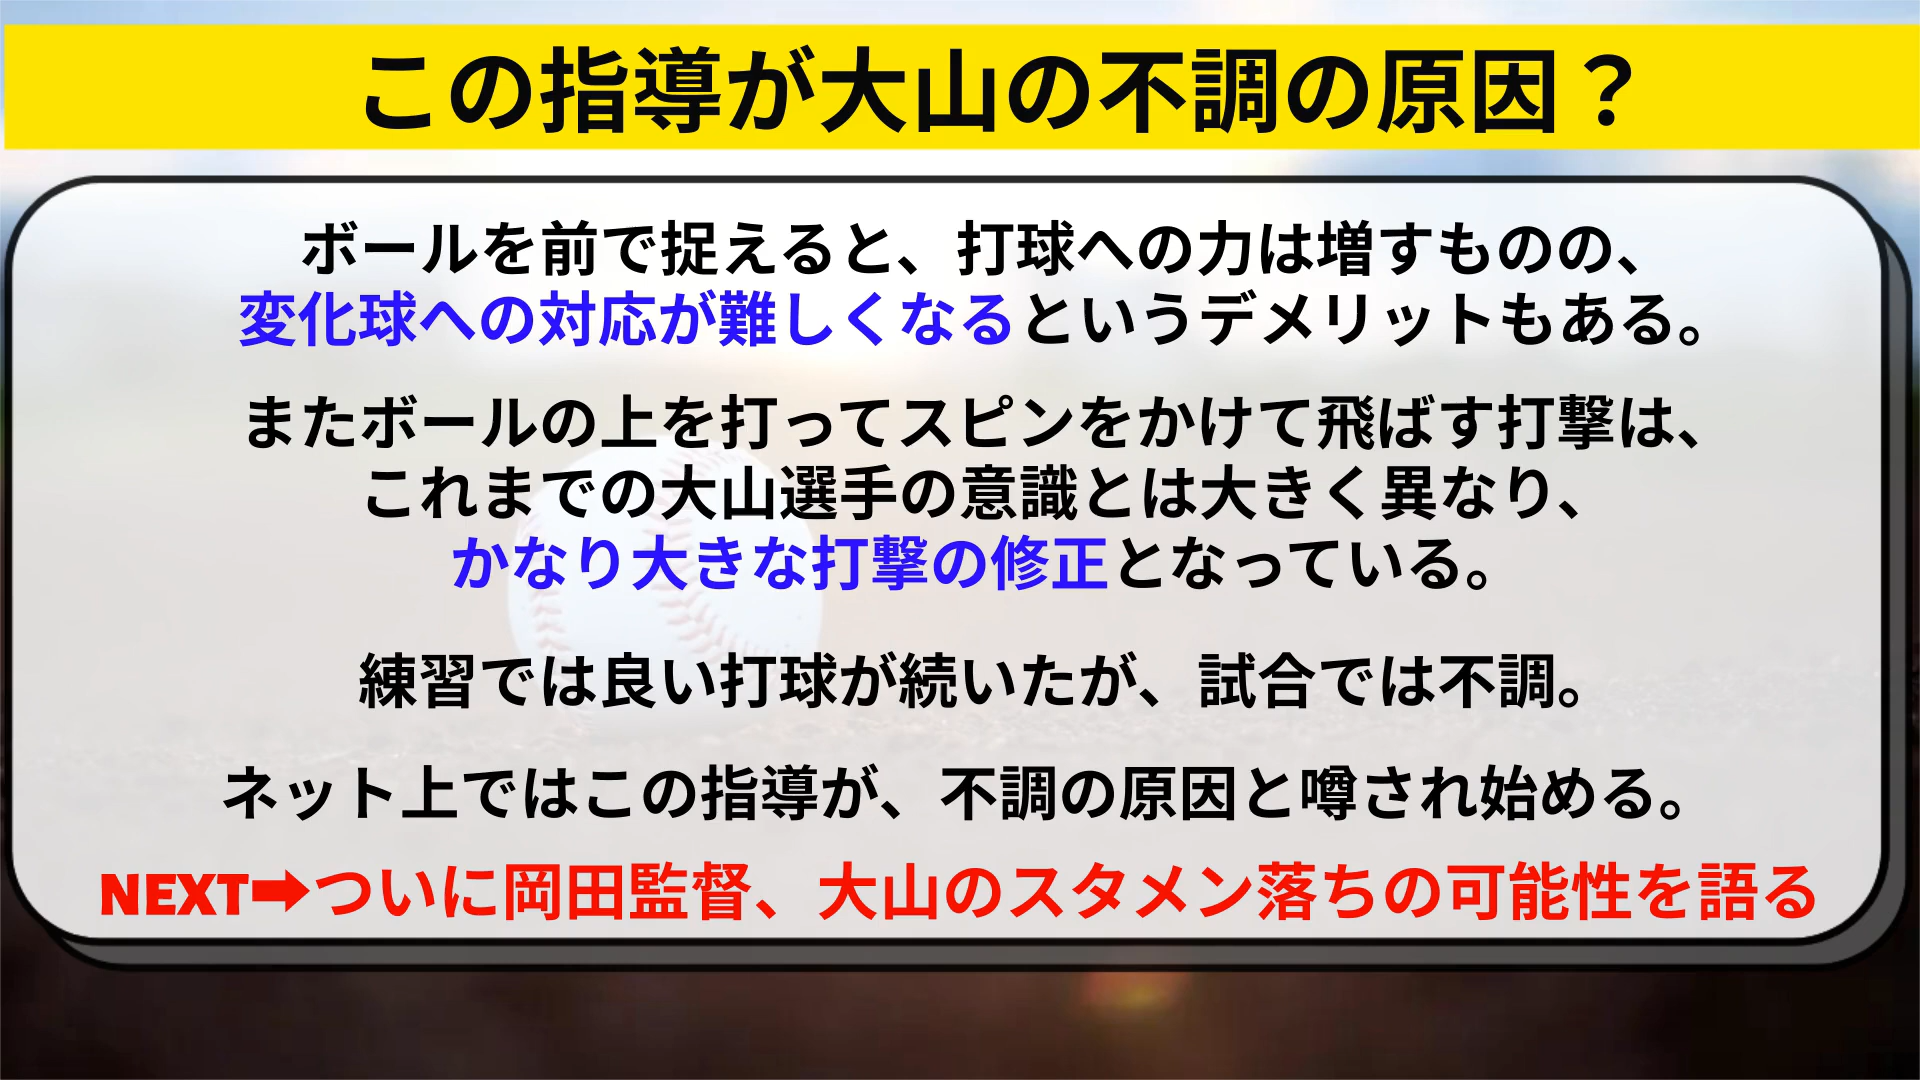 この指導が大山の不調の原因？
ボールを前で捉えると、打球への力は増すものの、
変化球への対応が難しくなるというデメリットもある。
またボールの上を打ってスピンをかけて飛ばす打撃は、
これまでの大山選手の意識とは大きく異なり、
かなり大きな打撃の修正となっている。
練習では良い打球が続いたが、試合では不調。
ネット上ではこの指導が、不調の原因と噂され始める。
NEXT➡ついに岡田監督、大山のスタメン落ちの可能性を語る